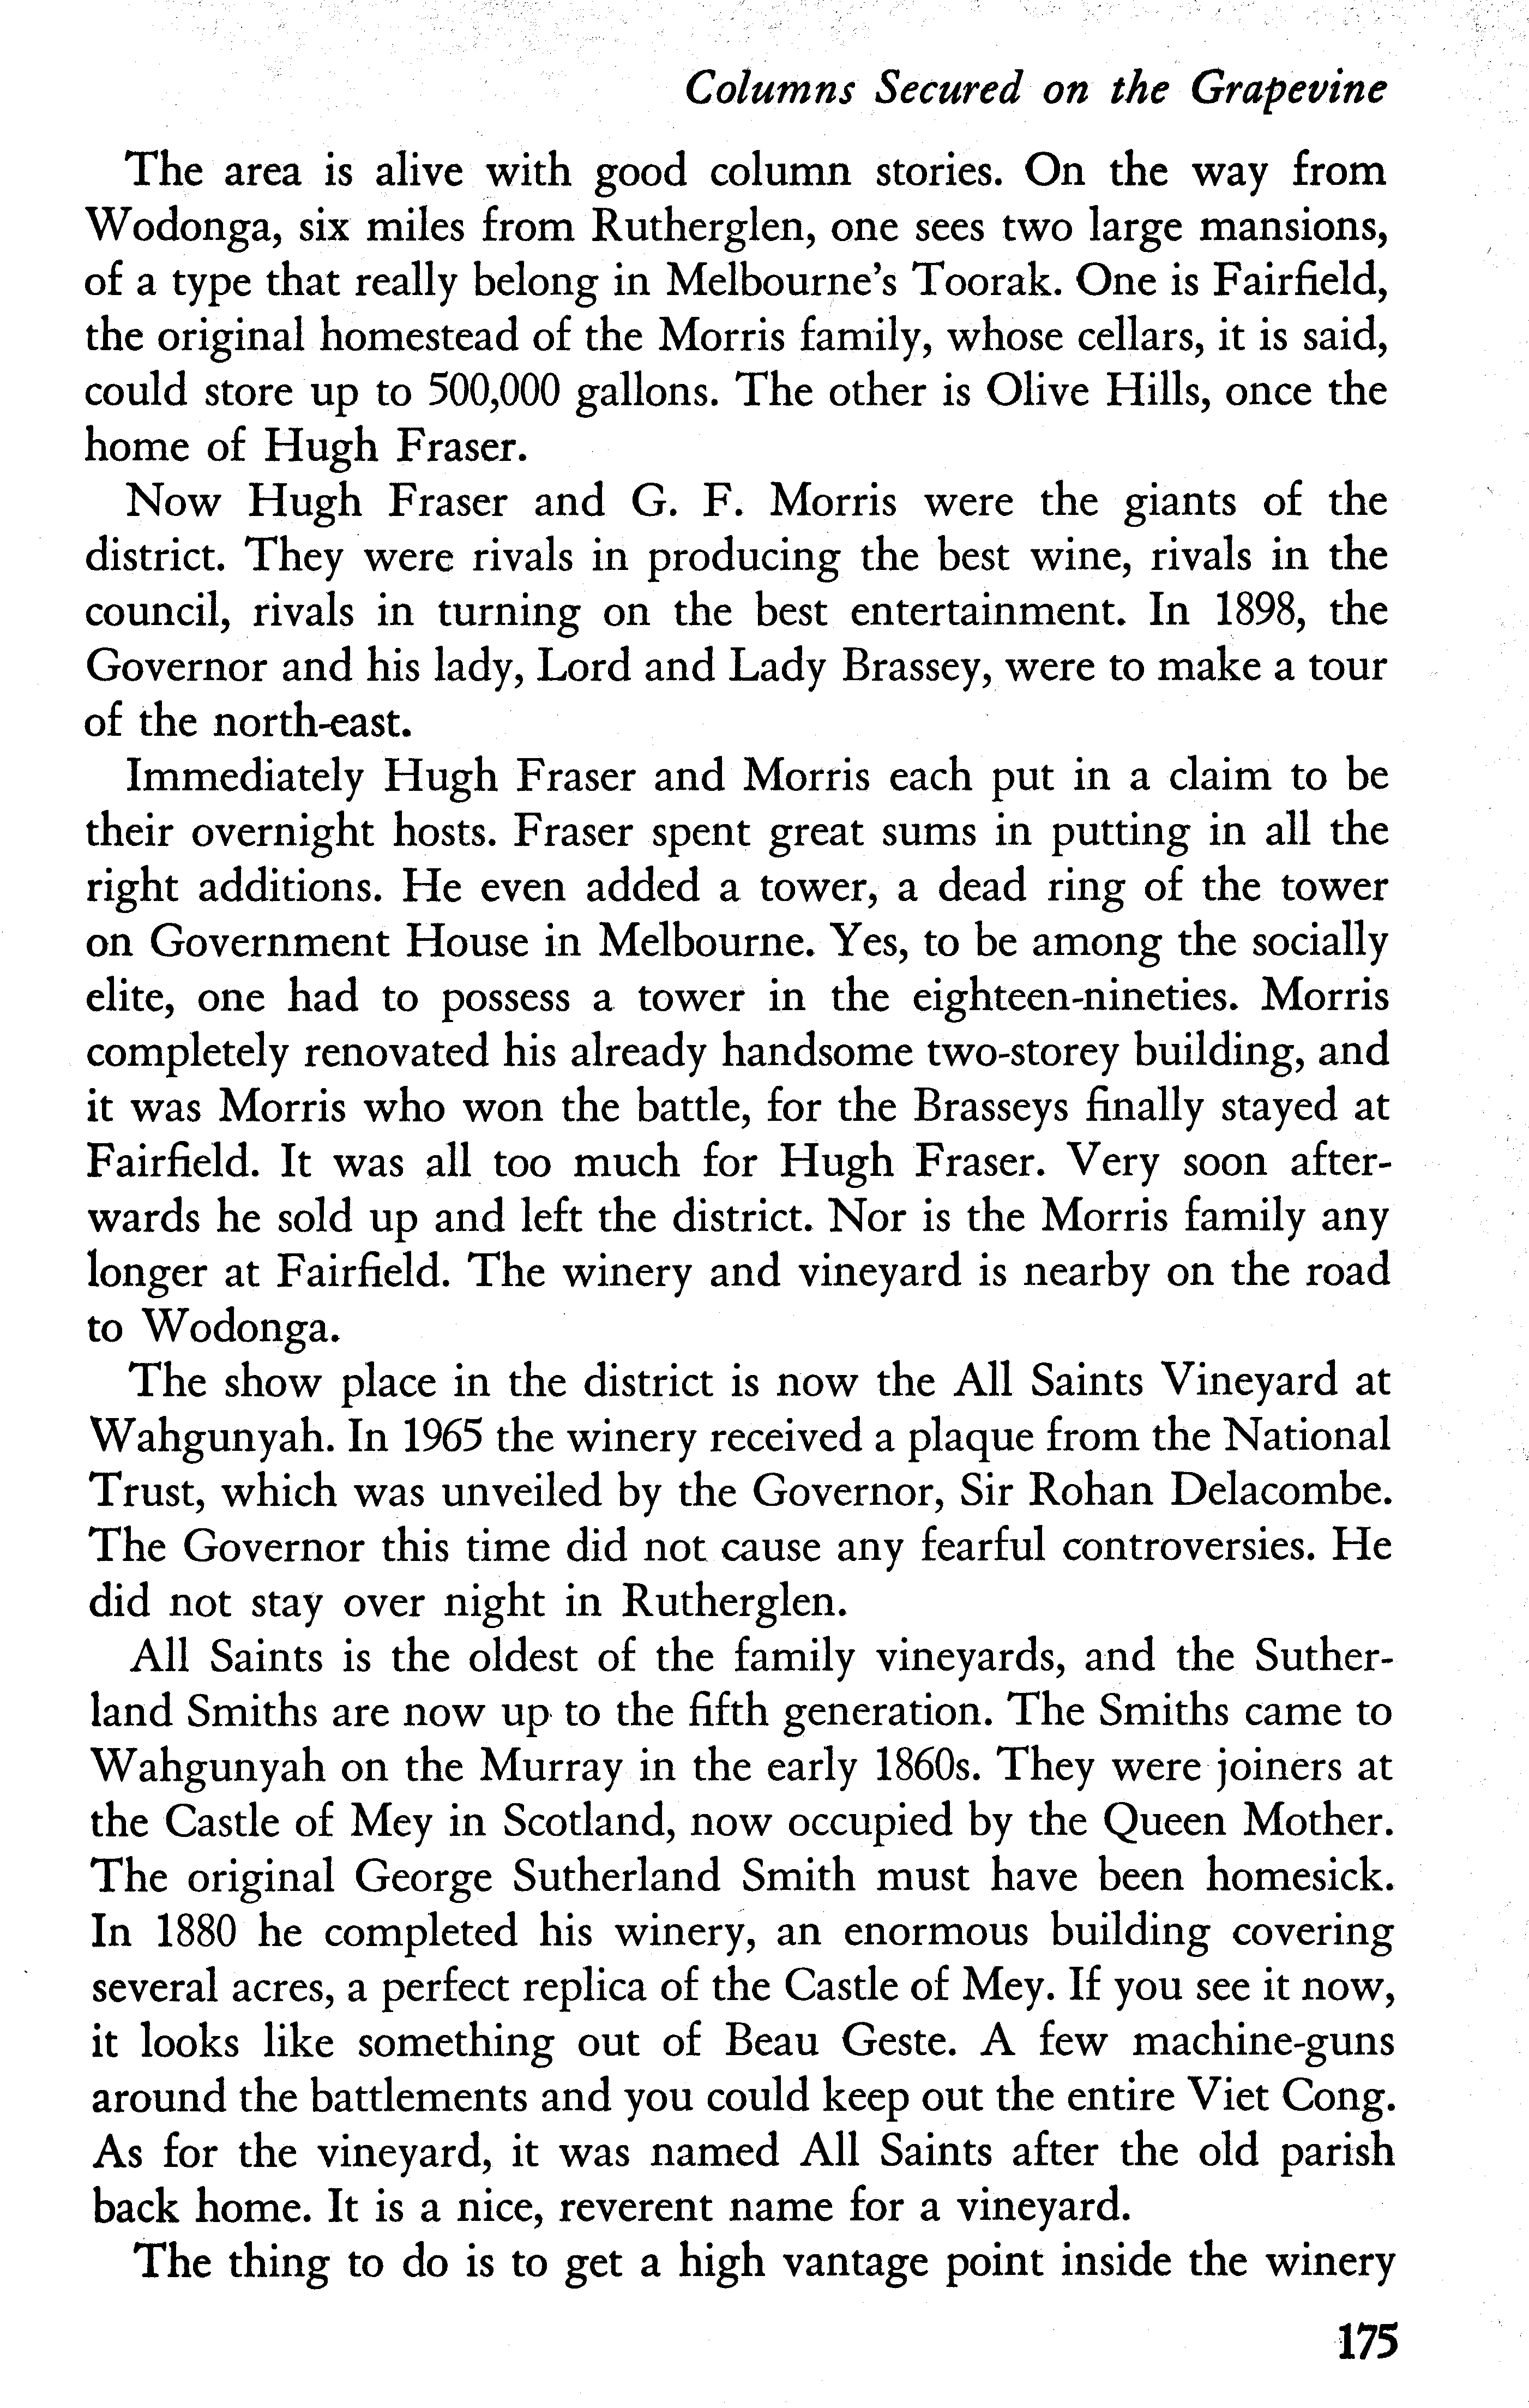 Columns Secured on the Grapevine
The area is alive with good column stories. On the way from
Wodonga, six miles from Rutherglen, one sees two large mansions,
of a type that really belong in Melbourne's Toorak. One is Fairfield,
the original homestead of the Morris family, whose cellars, it is said,
could store up to 500,000 gallons. The other is Olive Hills, once the
home of Hugh Fraser.
Now Hugh Fraser and G. F. Morris were the giants of the
district. They were rivals in producing the best wine, rivals in the
council, rivals in turning on the best entertainment. In 1898, the
Governor and his lady, Lord and Lady Brassey, were to make a tour
of the north-east.
Immediately Hugh Fraser and Morris each put in a claim to be
their overnight hosts. Fraser spent great sums in putting in all the
right additions. He even added a tower, a dead ring of the tower
on Government House in Melbourne. Yes, to be among the socially
elite, one had to possess a tower in the eighteen-nineties. Morris
completely renovated his already handsome two-storey building, and
it was Morris who won the battle, for the Brasseys finally stayed at
Fairfield. It was all too much for Hugh Fraser. Very soon after-
wards he sold up and left the district. Nor is the Morris family any
longer at Fairfield. The winery and vineyard is nearby on the road
to Wodonga.
The show place in the district is now the All Saints Vineyard at
Wahgunyah. In 1965 the winery received a plaque from the National
Trust, which was unveiled by the Governor, Sir Rohan Delacombe.
The Governor this time did not cause any fearful controversies. He
did not stay over night in Rutherglen.
All Saints is the oldest of the family vineyards, and the Suther-
land Smiths are now up to the fifth generation. The Smiths came to
Wahgunyah on the Murray in the early 1860s. They were joiners at
the Castle of Mey in Scotland, now occupied by the Queen Mother.
The original George Sutherland Smith must have been homesick.
In 1880 he completed his winery, an enormous building covering
several acres, a perfect replica of the Castle of Mey. If you see it now,
it looks like something out of Beau Geste. A few machine-guns
around the battlements and you could keep out the entire Viet Cong.
As for the vineyard, it was named All Saints after the old parish
back home. It is a nice, reverent name for a vineyard.
The thing to do is to get a high vantage point inside the winery
175